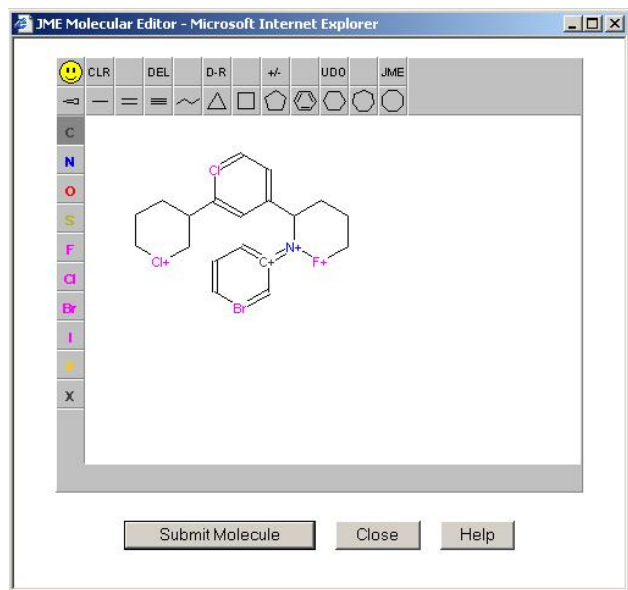 JME Molecular Editor - Microsoft Internet Explorer
CLR DEL D-R +/- UDO JME
C
N
O
S
F
Cl
Br
I
P
X
Cl
Cl+
N+
C+
F+
Br
Submit Molecule Close Help